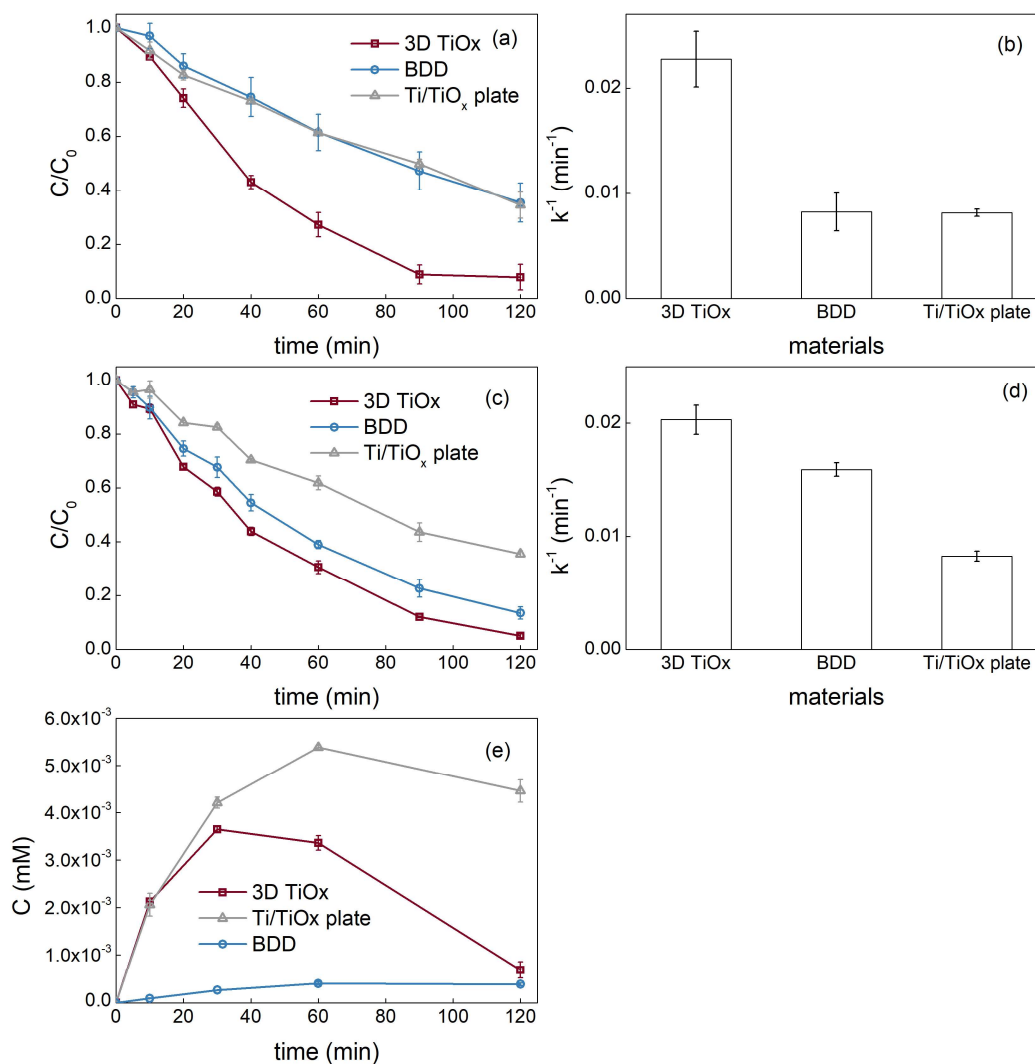 (a)
3D TiOx
BDD
Ti/TiOₓ plate
C/C₀
1.0
0.8
0.6
0.4
0.2
0.0
0 20 40 60 80 100 120
time (min)
(b)
k⁻¹ (min⁻¹)
0.02
0.01
0.00
3D TiOx BDD Ti/TiOx plate
materials
(c)
3D TiOx
BDD
Ti/TiOₓ plate
C/C₀
1.0
0.8
0.6
0.4
0.2
0.0
0 20 40 60 80 100 120
time (min)
(d)
k⁻¹ (min⁻¹)
0.02
0.01
0.00
3D TiOx BDD Ti/TiOx plate
materials
(e)
C (mM)
6.0x10⁻³
5.0x10⁻³
4.0x10⁻³
3.0x10⁻³
2.0x10⁻³
1.0x10⁻³
0.0
3D TiOx
Ti/TiOx plate
BDD
0 20 40 60 80 100 120
time (min)